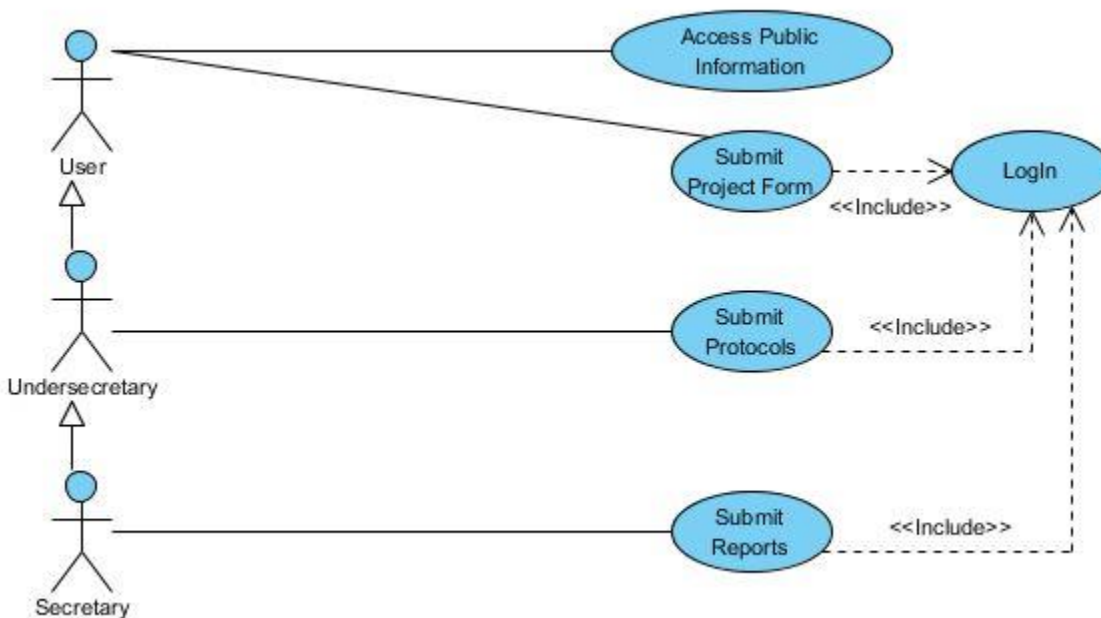 Access Public
Information
User
Submit
Project Form
<<Include>>
LogIn
Undersecretary
Submit
Protocols
<<Include>>
Secretary
Submit
Reports
<<Include>>